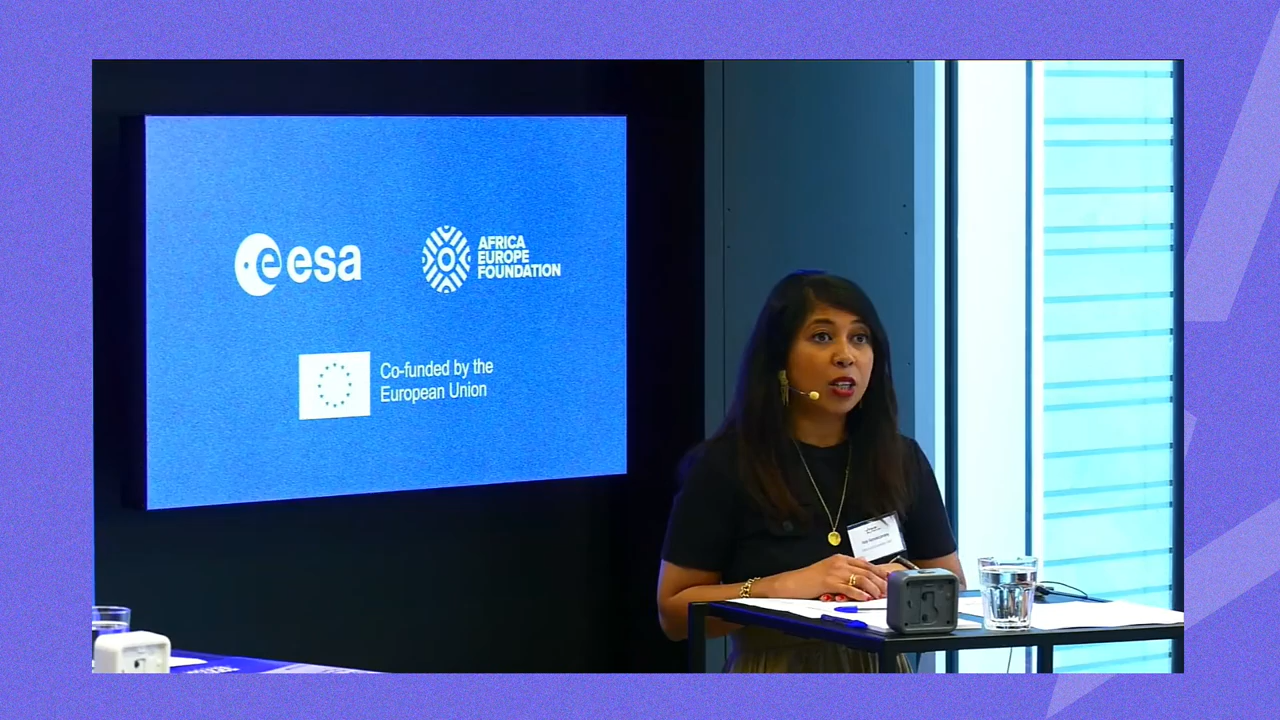 esa
AFRICA
EUROPE
FOUNDATION
Co-funded by the
European Union